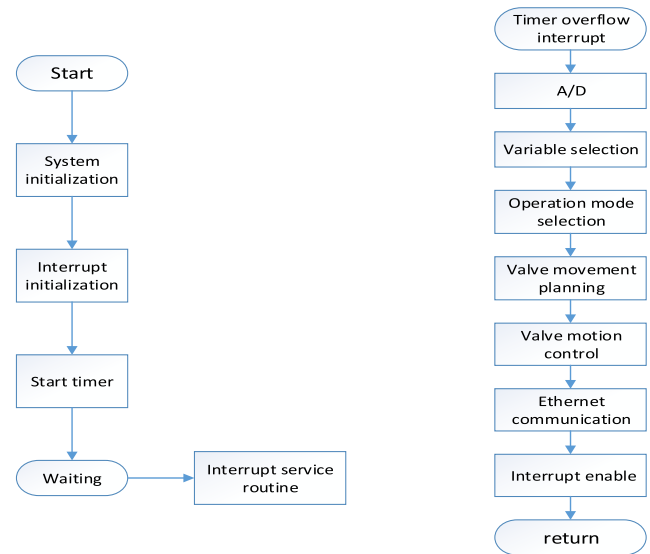 Start
System
initialization
Interrupt
initialization
Start timer
Waiting
Interrupt service
routine
Timer overflow
interrupt
A/D
Variable selection
Operation mode
selection
Valve movement
planning
Valve motion
control
Ethernet
communication
Interrupt enable
return